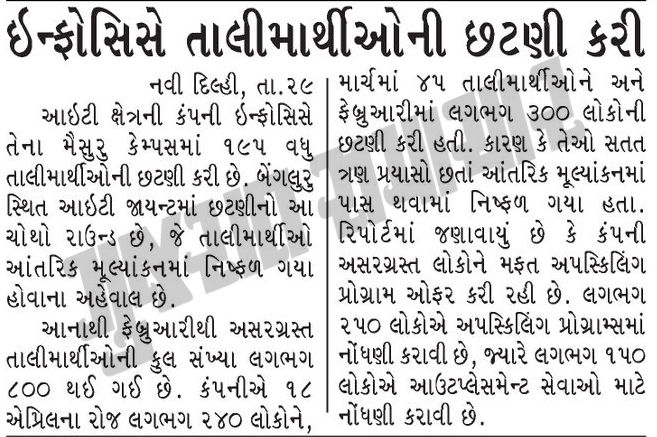 ઇન્ફોસિસે તાલીમાર્થીઓની છટણી કરી
નવી દિલ્હી, તા.૨૯
આઇટી ક્ષેત્રની કંપની ઇન્ફોસિસે
તેના મૈસુરુ કેમ્પસમાં ૧૯૫ વધુ
તાલીમાર્થીઓની છટણી કરી છે. બેંગલુરુ
સ્થિત આઇટી જાયન્ટમાં છટણીનો આ
ચોથો રાઉન્ડ છે, જે તાલીમાર્થીઓ
આંતરિક મૂલ્યાંકનમાં નિષ્ફળ ગયા
હોવાના અહેવાલ છે.
આનાથી ફેબ્રુઆરીથી અસરગ્રસ્ત
તાલીમાર્થીઓની કુલ સંખ્યા લગભગ
૮૦૦ થઈ ગઈ છે. કંપનીએ ૧૮
એપ્રિલના રોજ લગભગ ૨૪૦ લોકોને,
માર્ચમાં ૪૫ તાલીમાર્થીઓને અને
ફેબ્રુઆરીમાં લગભગ ૩૦૦ લોકોની
છટણી કરી હતી. કારણ કે તેઓ સતત
ત્રણ પ્રયાસો છતાં આંતરિક મૂલ્યાંકનમાં
પાસ થવામાં નિષ્ફળ ગયા હતા.
રિપોર્ટમાં જણાવાયું છે કે કંપની
અસરગ્રસ્ત લોકોને મફત અપસ્કિલિંગ
પ્રોગ્રામ ઓફર કરી રહી છે. લગભગ
૨૫૦ લોકોએ અપસ્કિલિંગ પ્રોગ્રામ્સમાં
નોંધણી કરાવી છે, જ્યારે લગભગ ૧૫૦
લોકોએ આઉટપ્લેસમેન્ટ સેવાઓ માટે
નોંધણી કરાવી છે.